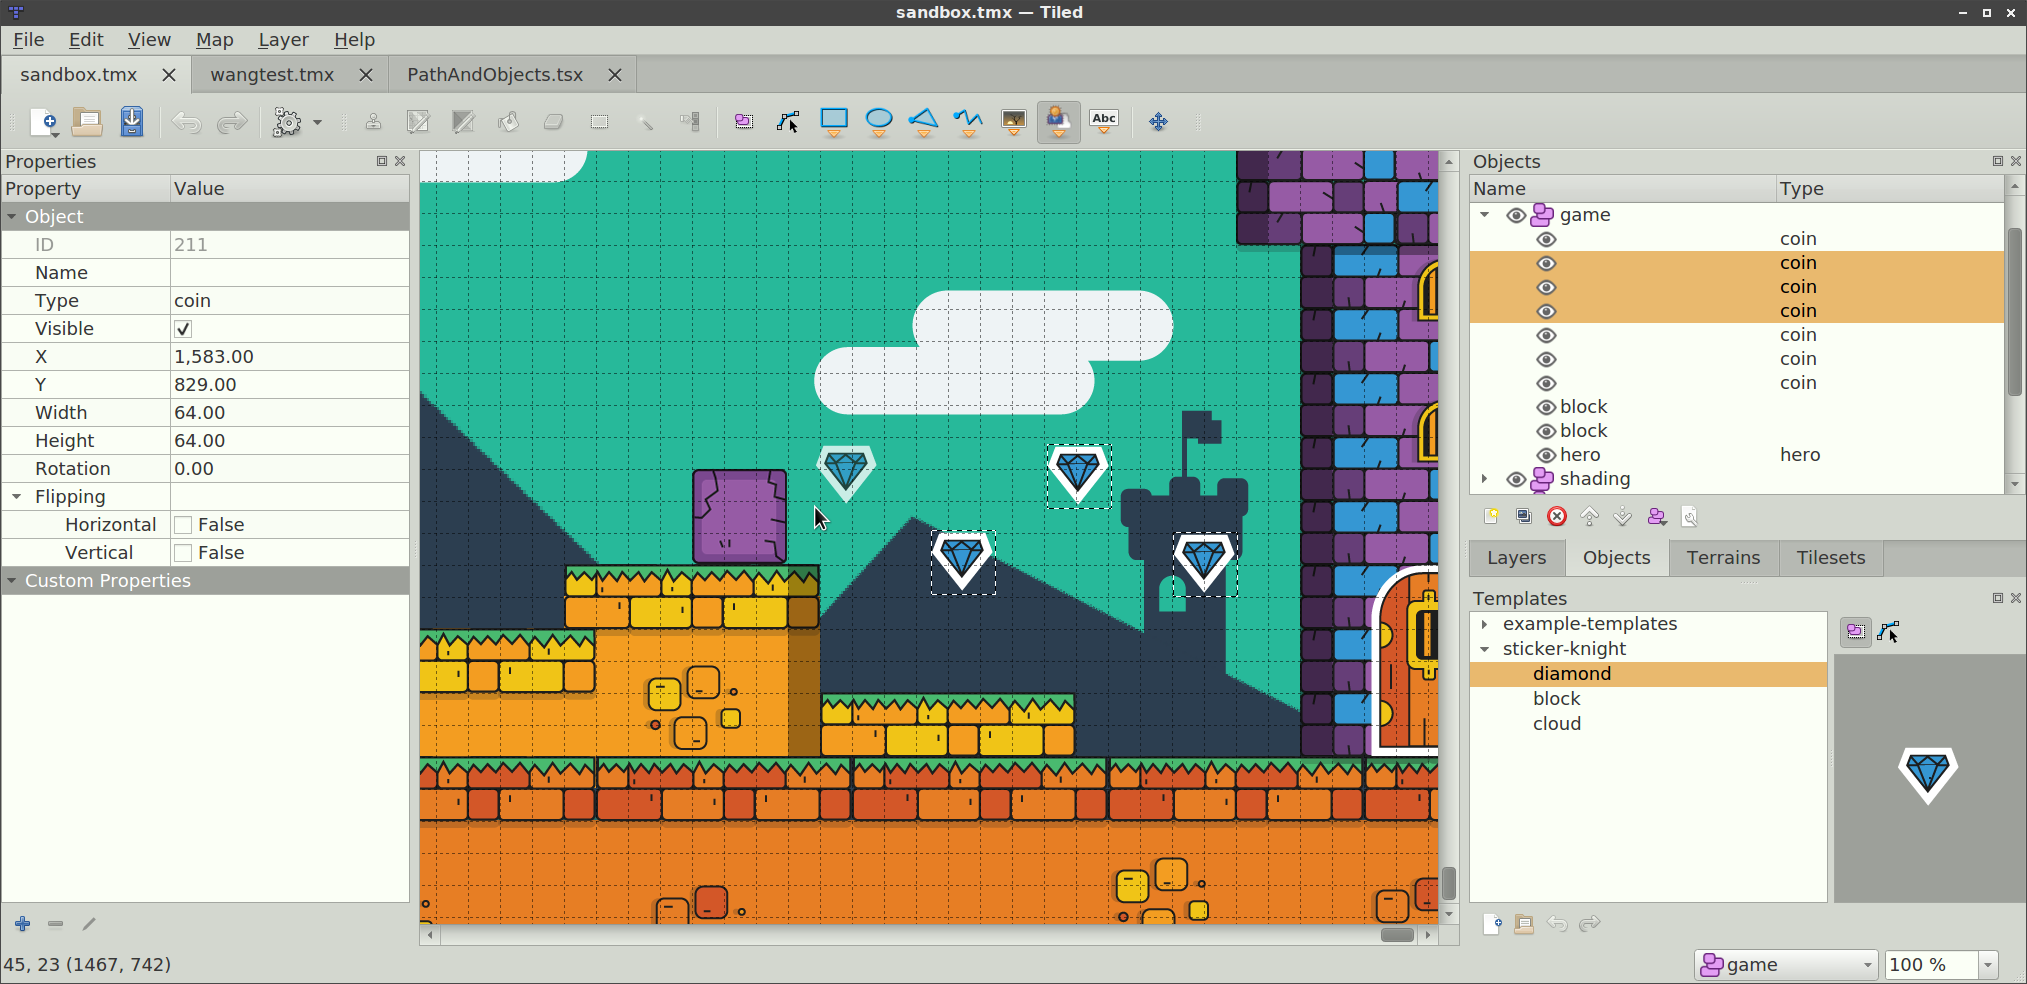 sandbox.tmx — Tiled
File Edit View Map Layer Help
sandbox.tmx wangtest.tmx PathAndObjects.tsx
Abc
Properties
Property Value
Object
ID 211
Name
Type coin
Visible
X 1,583.00
Y 829.00
Width 64.00
Height 64.00
Rotation 0.00
Flipping
Horizontal False
Vertical False
Custom Properties
Objects
Name Type
game
coin
coin
coin
coin
coin
coin
coin
block
block
hero hero
shading
Layers Objects Terrains Tilesets
Templates
example-templates
sticker-knight
diamond
block
cloud
45, 23 (1467, 742)
game 100 %